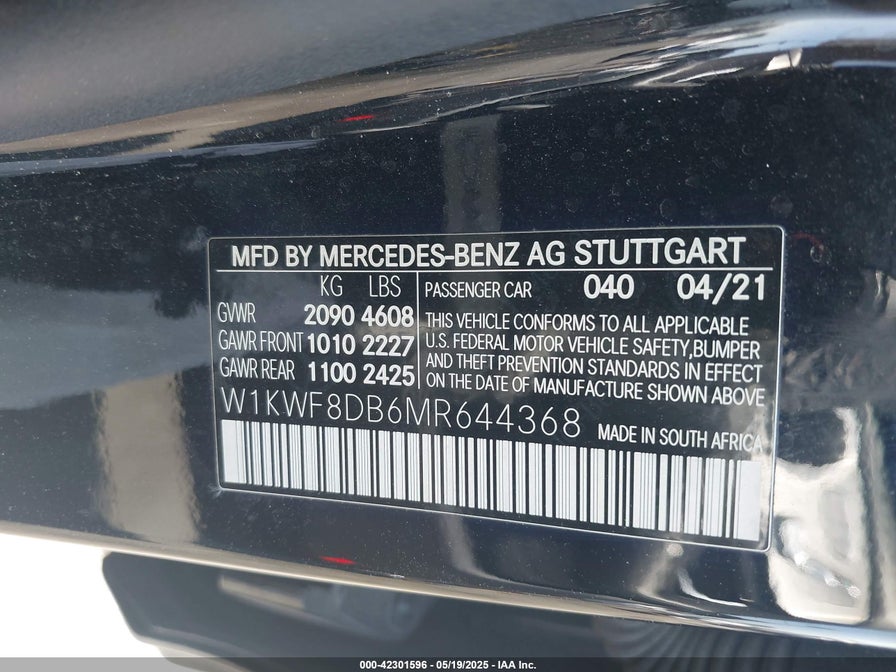 MFD BY MERCEDES-BENZ AG STUTTGART
KG LBS
GVWR 2090 4608
GAWR FRONT 1010 2227
GAWR REAR 1100 2425
PASSENGER CAR 040 04/21
THIS VEHICLE CONFORMS TO ALL APPLICABLE
U.S. FEDERAL MOTOR VEHICLE SAFETY,BUMPER
AND THEFT PREVENTION STANDARDS IN EFFECT
ON THE DATE OF MANUFACTURE SHOWN ABOVE
W1KWF8DB6MR644368
MADE IN SOUTH AFRICA
000-42301596 - 05/19/2025 - IAA Inc.